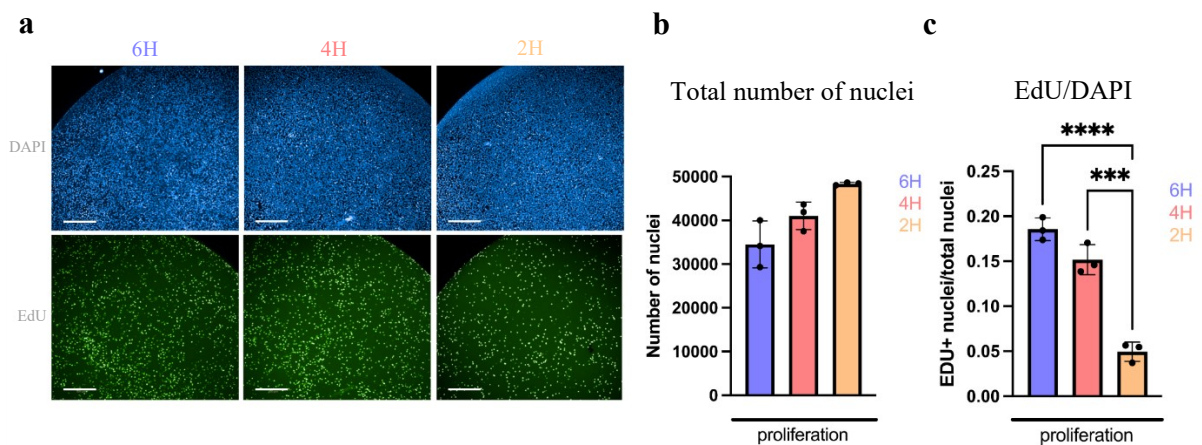 a
6H
4H
2H
DAPI
EdU
b
Total number of nuclei
Number of nuclei
50000
40000
30000
20000
10000
0
6H
4H
2H
proliferation
c
EdU/DAPI
****
***
EDU+ nuclei/total nuclei
0.25
0.20
0.15
0.10
0.05
0.00
6H
4H
2H
proliferation